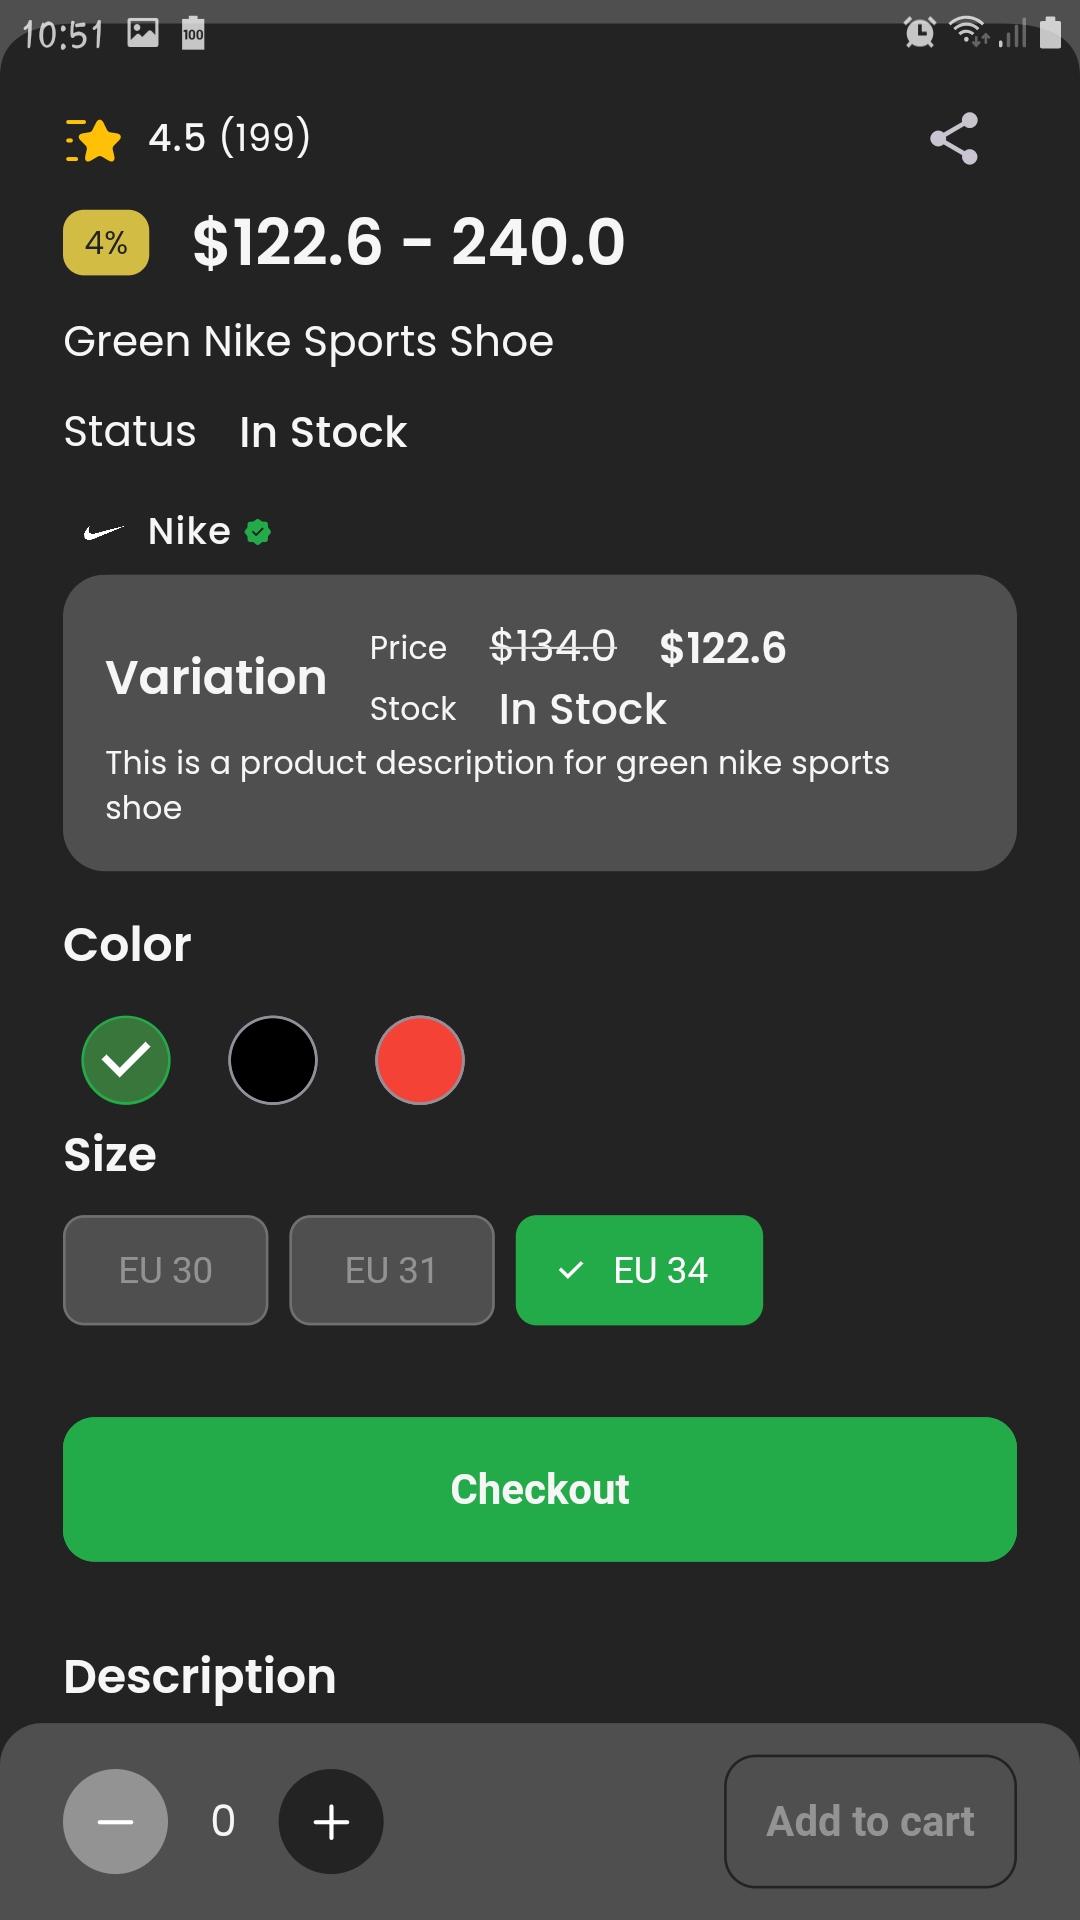 10:51
100
4.5 (199)
4% $122.6 - 240.0
Green Nike Sports Shoe
Status In Stock
Nike
Variation
Price $134.0 $122.6
Stock In Stock
This is a product description for green nike sports
shoe
Color
Size
EU 30 EU 31 EU 34
Checkout
Description
0 Add to cart